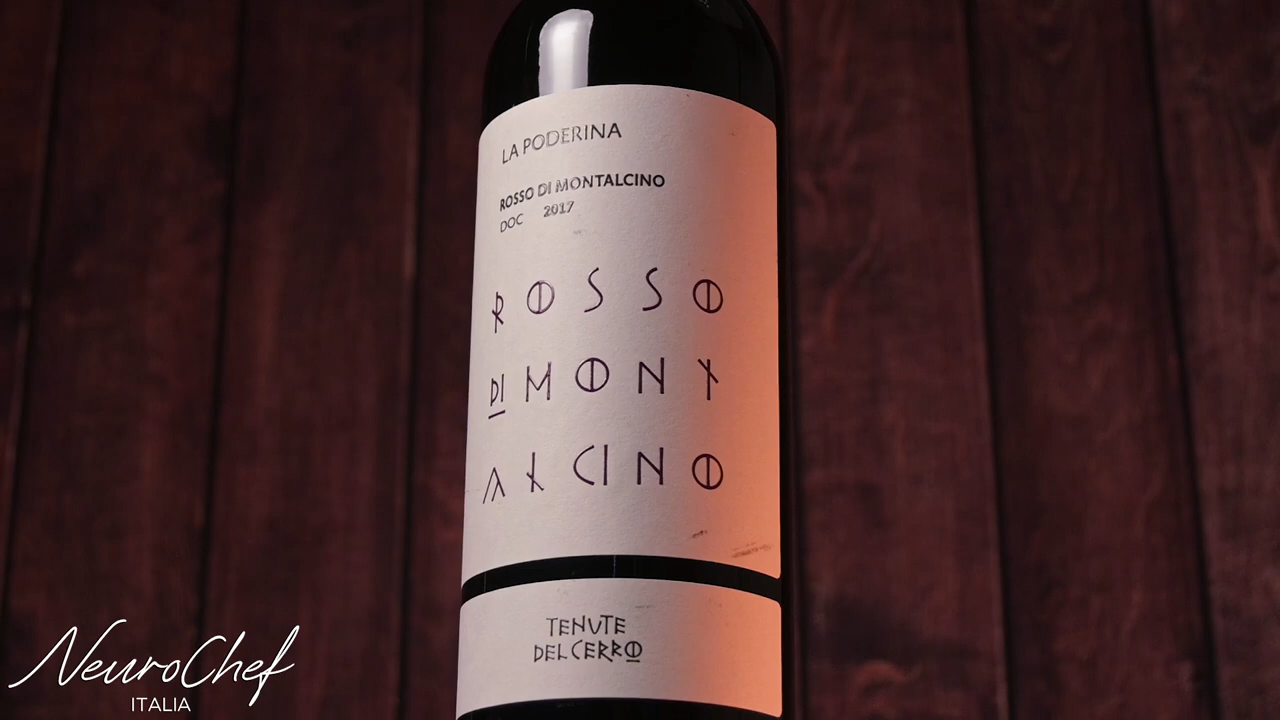 LA PODERINA
ROSSO DI MONTALCINO
DOC 2017
ROSSO
DI MONT
ALCINO
TENUTE
DEL CERRO
NeuroChef
ITALIA